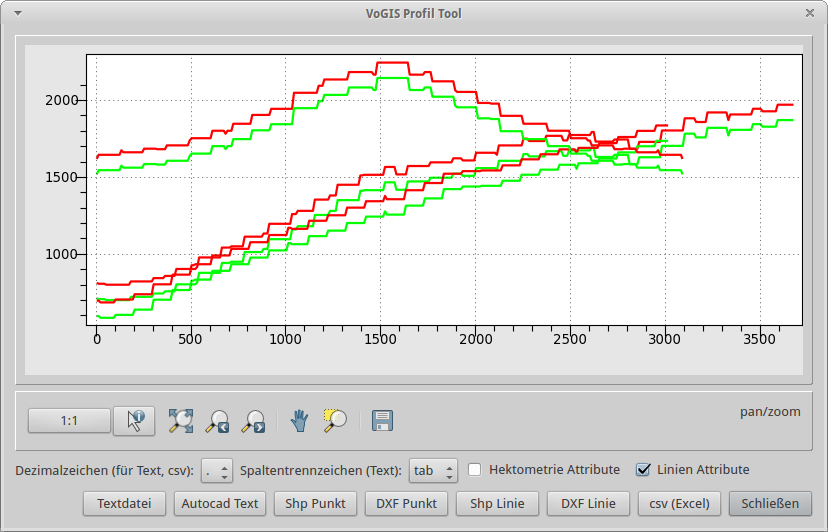 VoGIS Profil Tool
2000
1500
1000
0 500 1000 1500 2000 2500 3000 3500
1:1 pan/zoom
Dezimalzeichen (für Text, csv): . Spaltentrennzeichen (Text): tab Hektometrie Attribute Linien Attribute
Textdatei Autocad Text Shp Punkt DXF Punkt Shp Linie DXF Linie csv (Excel) Schließen